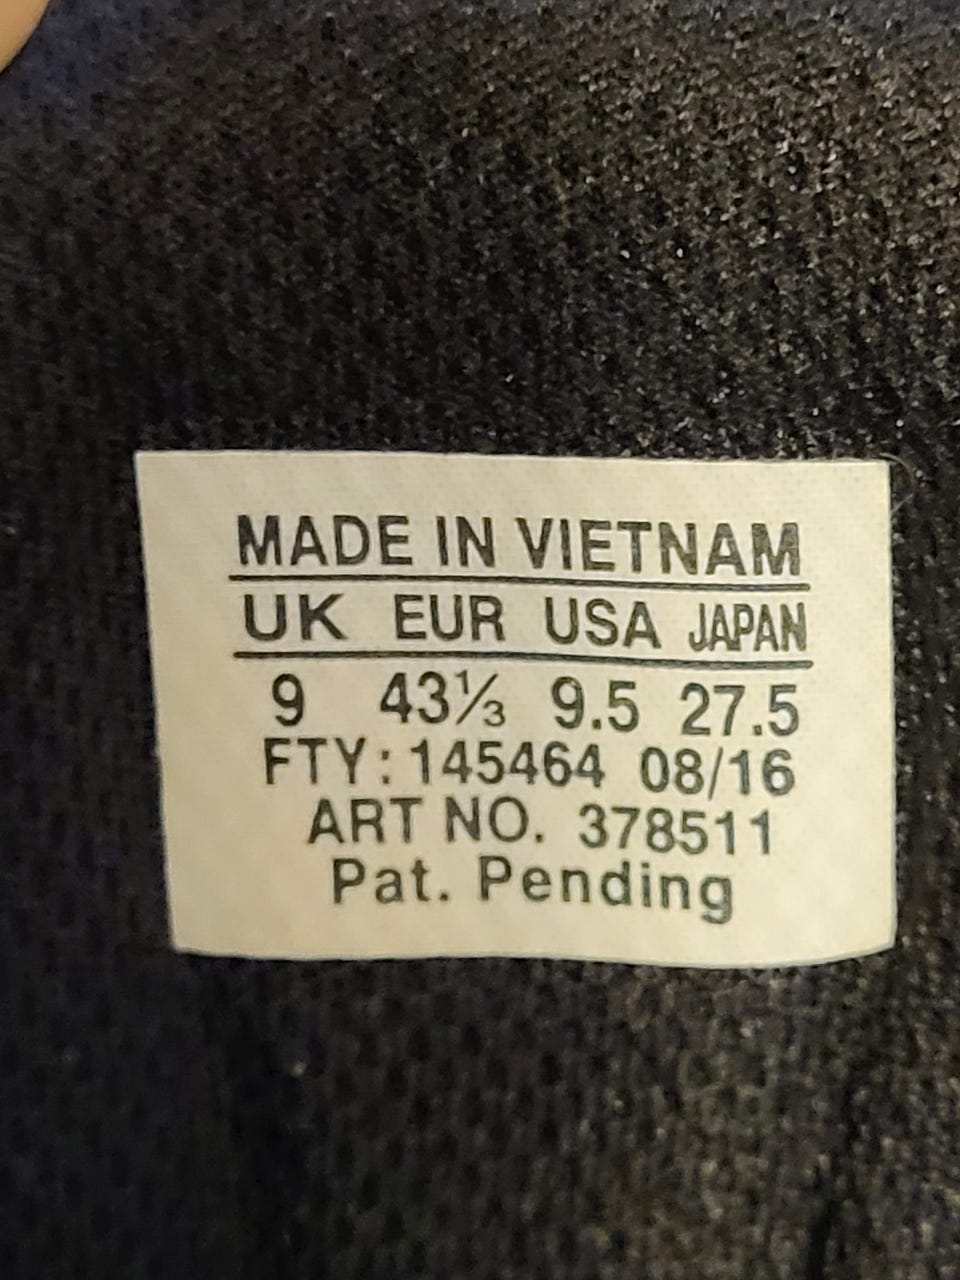 MADE IN VIETNAM
UK EUR USA JAPAN
9 43⅓ 9.5 27.5
FTY: 145464 08/16
ART NO. 378511
Pat. Pending